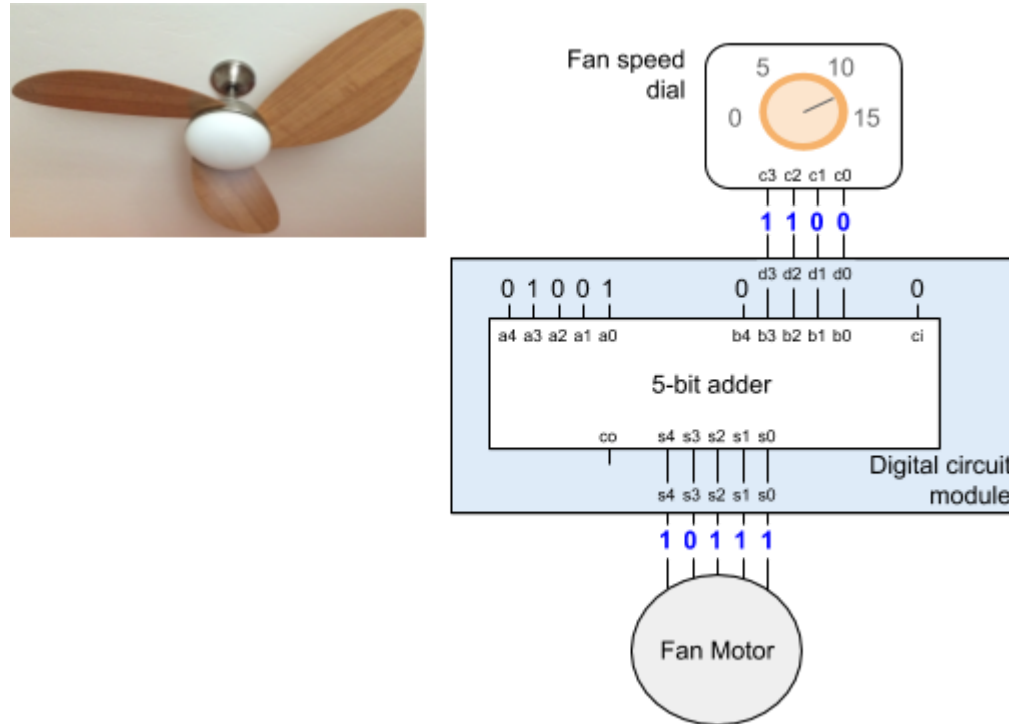 Fan speed
dial
5 10
0 15
c3 c2 c1 c0
1 1 0 0
d3 d2 d1 d0
0 1 0 0 1 0 0
a4 a3 a2 a1 a0 b4 b3 b2 b1 b0 ci
5-bit adder
co s4 s3 s2 s1 s0
Digital circuit
module
s4 s3 s2 s1 s0
1 0 1 1 1
Fan Motor